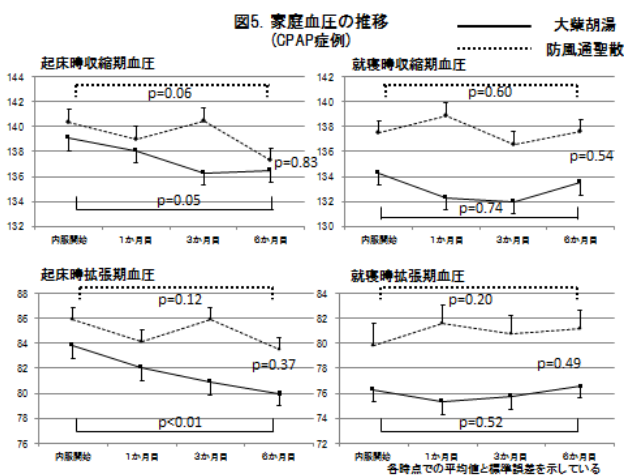 図5. 家庭血圧の推移
(CPAP症例)
大柴胡湯
防風通聖散
起床時収縮期血圧
144
142
140
138
136
134
132
p=0.06
p=0.83
p=0.05
内服開始 1か月目 3か月目 6か月目
就寝時収縮期血圧
144
142
140
138
136
134
132
130
p=0.60
p=0.54
p=0.74
内服開始 1か月目 3か月目 6か月目
起床時拡張期血圧
88
86
84
82
80
78
76
p=0.12
p=0.37
p<0.01
内服開始 1か月目 3か月目 6か月目
就寝時拡張期血圧
84
82
80
78
76
74
72
p=0.20
p=0.49
p=0.52
内服開始 1か月目 3か月目 6か月目
各時点での平均値と標準誤差を示している